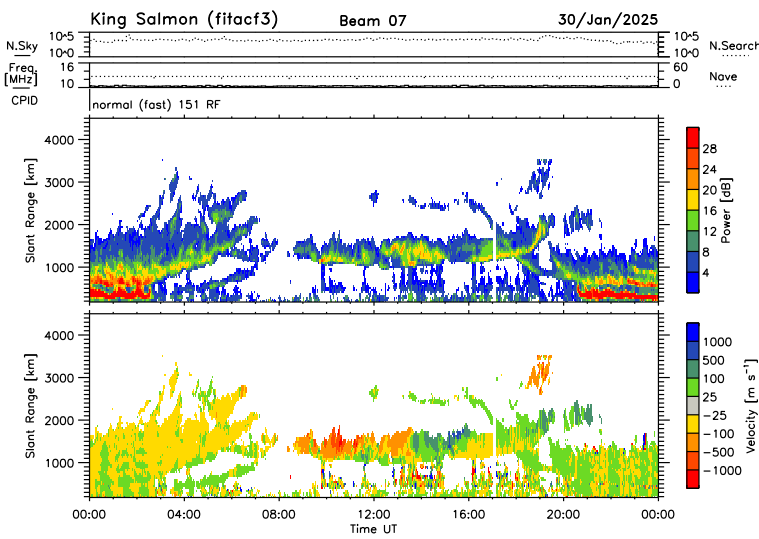 King Salmon (fitacf3) Beam 07 30/Jan/2025
N.Sky 10^5 10^0 10^5 10^0 N.Search
Freq. [MHz] 16 10 60 0 Nave
CPID normal (fast) 151 RF
Slant Range [km] 4000 3000 2000 1000
Power [dB] 28 24 20 16 12 8 4
Slant Range [km] 4000 3000 2000 1000
Velocity [m s⁻¹] 1000 500 100 25 −25 −100 −500 −1000
00:00 04:00 08:00 12:00 16:00 20:00 00:00
Time UT